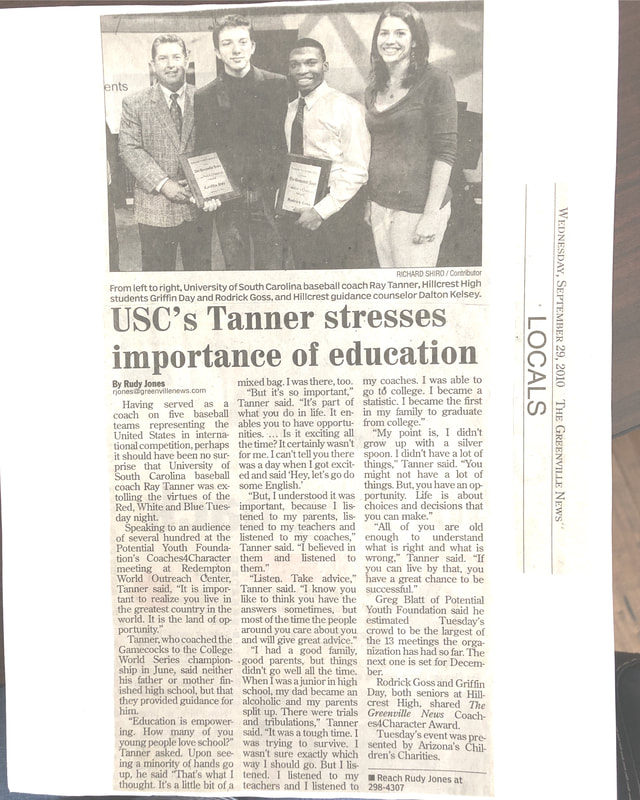 ents
RICHARD SHIRO / Contributor
From left to right, University of South Carolina baseball coach Ray Tanner, Hillcrest High
students Griffin Day and Rodrick Goss, and Hillcrest guidance counselor Dalton Kelsey.
USC's Tanner stresses
importance of education
By Rudy Jones
rjones@greenvillenews.com
Having served as a
coach on five baseball
teams representing the
United States in interna-
tional competition, perhaps
it should have been no sur-
prise that University of
South Carolina baseball
coach Ray Tanner was ex-
tolling the virtues of the
Red, White and Blue Tues-
day night.
Speaking to an audience
of several hundred at the
Potential Youth Founda-
tion's Coaches4Character
meeting at Redempton
World Outreach Center,
Tanner said, "It is impor-
tant to realize you live in
the greatest country in the
world. It is the land of op-
portunity."
Tanner, who coached the
Gamecocks to the College
World Series champion-
ship in June, said neither
his father or mother fin-
ished high school, but that
they provided guidance for
him.
"Education is empower-
ing. How many of you
young people love school?"
Tanner asked. Upon see-
ing a minority of hands go
up, he said "That's what I
thought. It's a little bit of a
mixed bag. I was there, too.
"But it's so important,"
Tanner said. "It's part of
what you do in life. It en-
ables you to have opportu-
nities. ... Is it exciting all
the time? It certainly wasn't
for me. I can't tell you there
was a day when I got excit-
ed and said 'Hey, let's go do
some English.'
"But, I understood it was
important, because I lis-
tened to my parents, lis-
tened to my teachers and
listened to my coaches,"
Tanner said. "I believed in
them and listened to
them."
"Listen. Take advice,"
Tanner said. "I know you
like to think you have the
answers sometimes, but
most of the time the people
around you care about you
and will give great advice."
"I had a good family,
good parents, but things
didn't go well all the time.
When I was a junior in high
school, my dad became an
alcoholic and my parents
split up. There were trials
and tribulations," Tanner
said. "It was a tough time. I
was trying to survive. I
wasn't sure exactly which
way I should go. But I lis-
tened. I listened to my
teachers and I listened to
my coaches. I was able to
go to college. I became a
statistic. I became the first
in my family to graduate
from college."
"My point is, I didn't
grow up with a silver
spoon. I didn't have a lot of
things," Tanner said. "You
might not have a lot of
things. But, you have an op-
portunity. Life is about
choices and decisions that
you can make."
"All of you are old
enough to understand
what is right and what is
wrong," Tanner said. "If
you can live by that, you
have a great chance to be
successful."
Greg Blatt of Potential
Youth Foundation said he
estimated Tuesday's
crowd to be the largest of
the 13 meetings the orga-
nization has had so far. The
next one is set for Decem-
ber.
Rodrick Goss and Griffin
Day, both seniors at Hill-
crest High, shared The
Greenville News Coach-
es4Character Award.
Tuesday's event was pre-
sented by Arizona's Chil-
dren's Charities.
■ Reach Rudy Jones at
298-4307
WEDNESDAY, SEPTEMBER 29, 2010 THE GREENVILLE NEWS
LOCALS